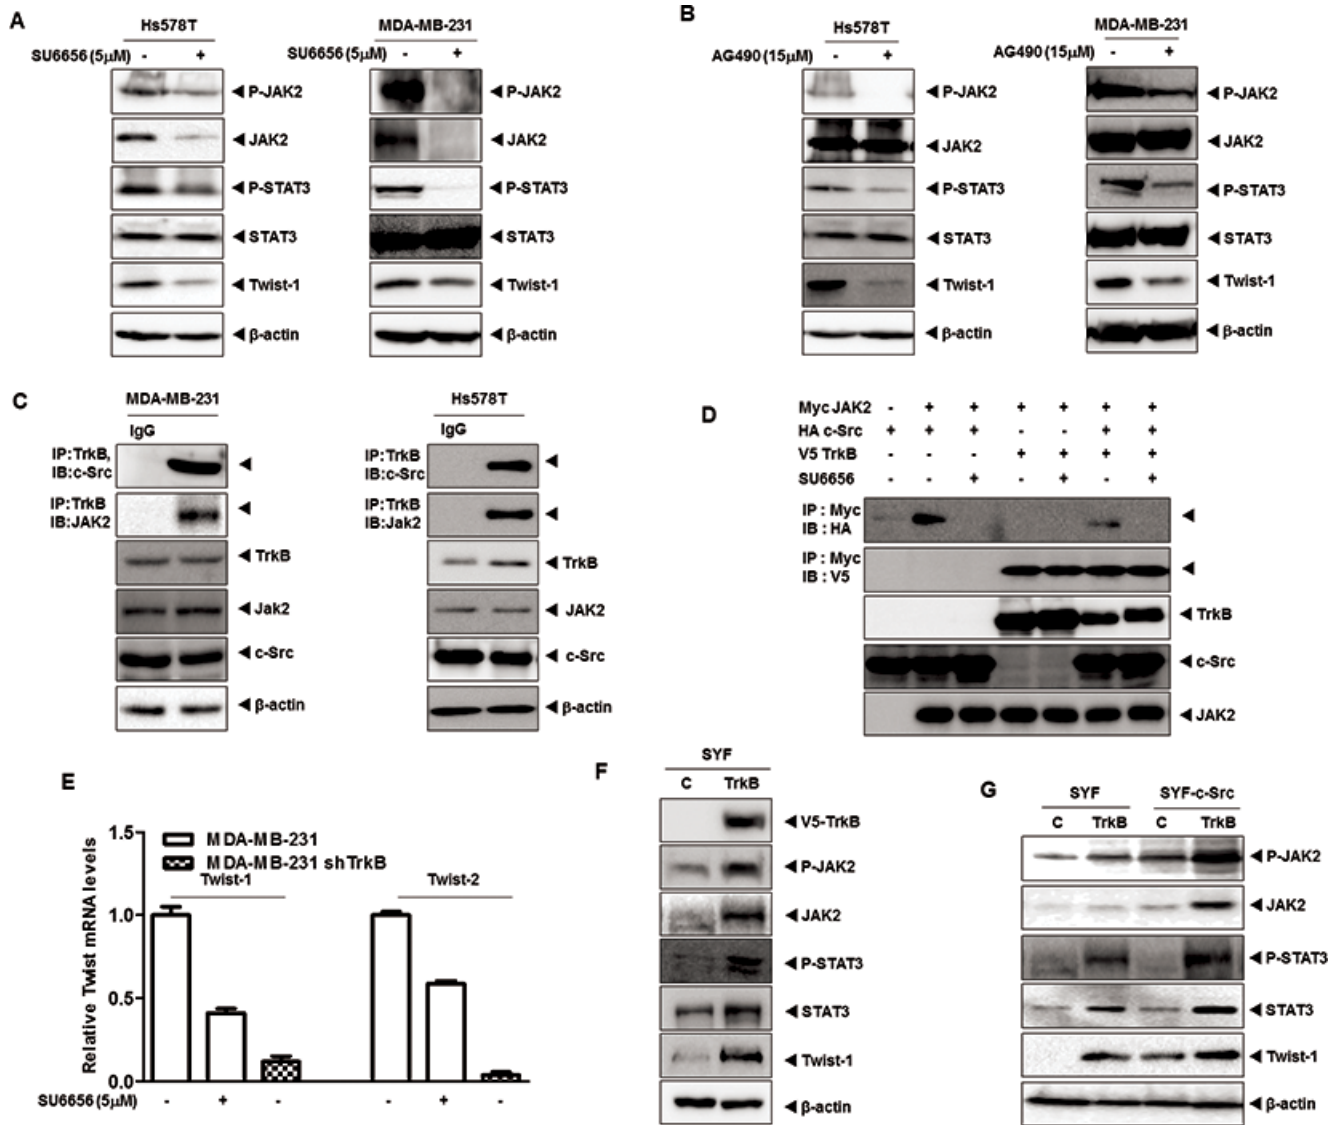 A
Hs578T
SU6656 (5µM) - +
P-JAK2
JAK2
P-STAT3
STAT3
Twist-1
β-actin
MDA-MB-231
SU6656 (5µM) - +
P-JAK2
JAK2
P-STAT3
STAT3
Twist-1
β-actin
B
Hs578T
AG490 (15µM) - +
P-JAK2
JAK2
P-STAT3
STAT3
Twist-1
β-actin
MDA-MB-231
AG490 (15µM) - +
P-JAK2
JAK2
P-STAT3
STAT3
Twist-1
β-actin
C
MDA-MB-231
IgG
IP:TrkB,
IB:c-Src
IP:TrkB
IB:JAK2
TrkB
Jak2
c-Src
β-actin
Hs578T
IgG
IP:TrkB
IB:c-Src
IP:TrkB
IB:Jak2
TrkB
JAK2
c-Src
β-actin
D
Myc JAK2 - + + + + + +
HA c-Src + + + - - + +
V5 TrkB - - - + + + +
SU6656 - - + - + - +
IP : Myc
IB : HA
IP : Myc
IB : V5
TrkB
c-Src
JAK2
E
Relative Twist mRNA levels
1.5
1.0
0.5
0.0
MDA-MB-231
MDA-MB-231 shTrkB
Twist-1 Twist-2
SU6656 (5µM) - + - - + -
F
SYF
C TrkB
V5-TrkB
P-JAK2
JAK2
P-STAT3
STAT3
Twist-1
β-actin
G
SYF SYF-c-Src
C TrkB C TrkB
P-JAK2
JAK2
P-STAT3
STAT3
Twist-1
β-actin